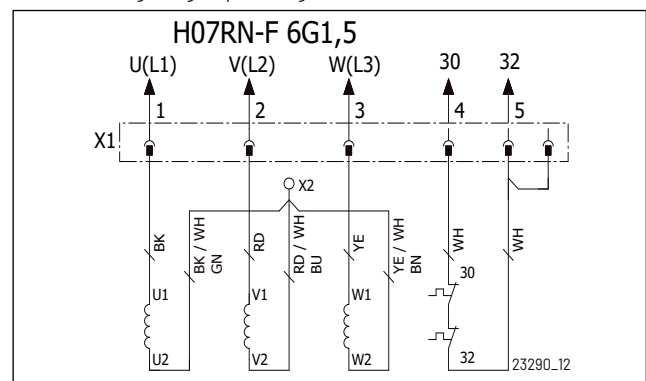 H07RN-F 6G1,5
U(L1) V(L2) W(L3) 30 32
1 2 3 4 5
X1
X2
BK
BK / WH
GN
RD
RD / WH
BU
YE
YE / WH
BN
WH
WH
30
U1 V1 W1
U2 V2 W2 32
23290_12